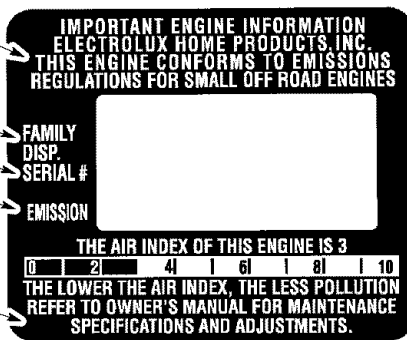 IMPORTANT ENGINE INFORMATION
ELECTROLUX HOME PRODUCTS, INC.
THIS ENGINE CONFORMS TO EMISSIONS
REGULATIONS FOR SMALL OFF ROAD ENGINES
FAMILY
DISP.
SERIAL #
EMISSION
THE AIR INDEX OF THIS ENGINE IS 3
0 2 4 6 8 10
THE LOWER THE AIR INDEX, THE LESS POLLUTION
REFER TO OWNER'S MANUAL FOR MAINTENANCE
SPECIFICATIONS AND ADJUSTMENTS.